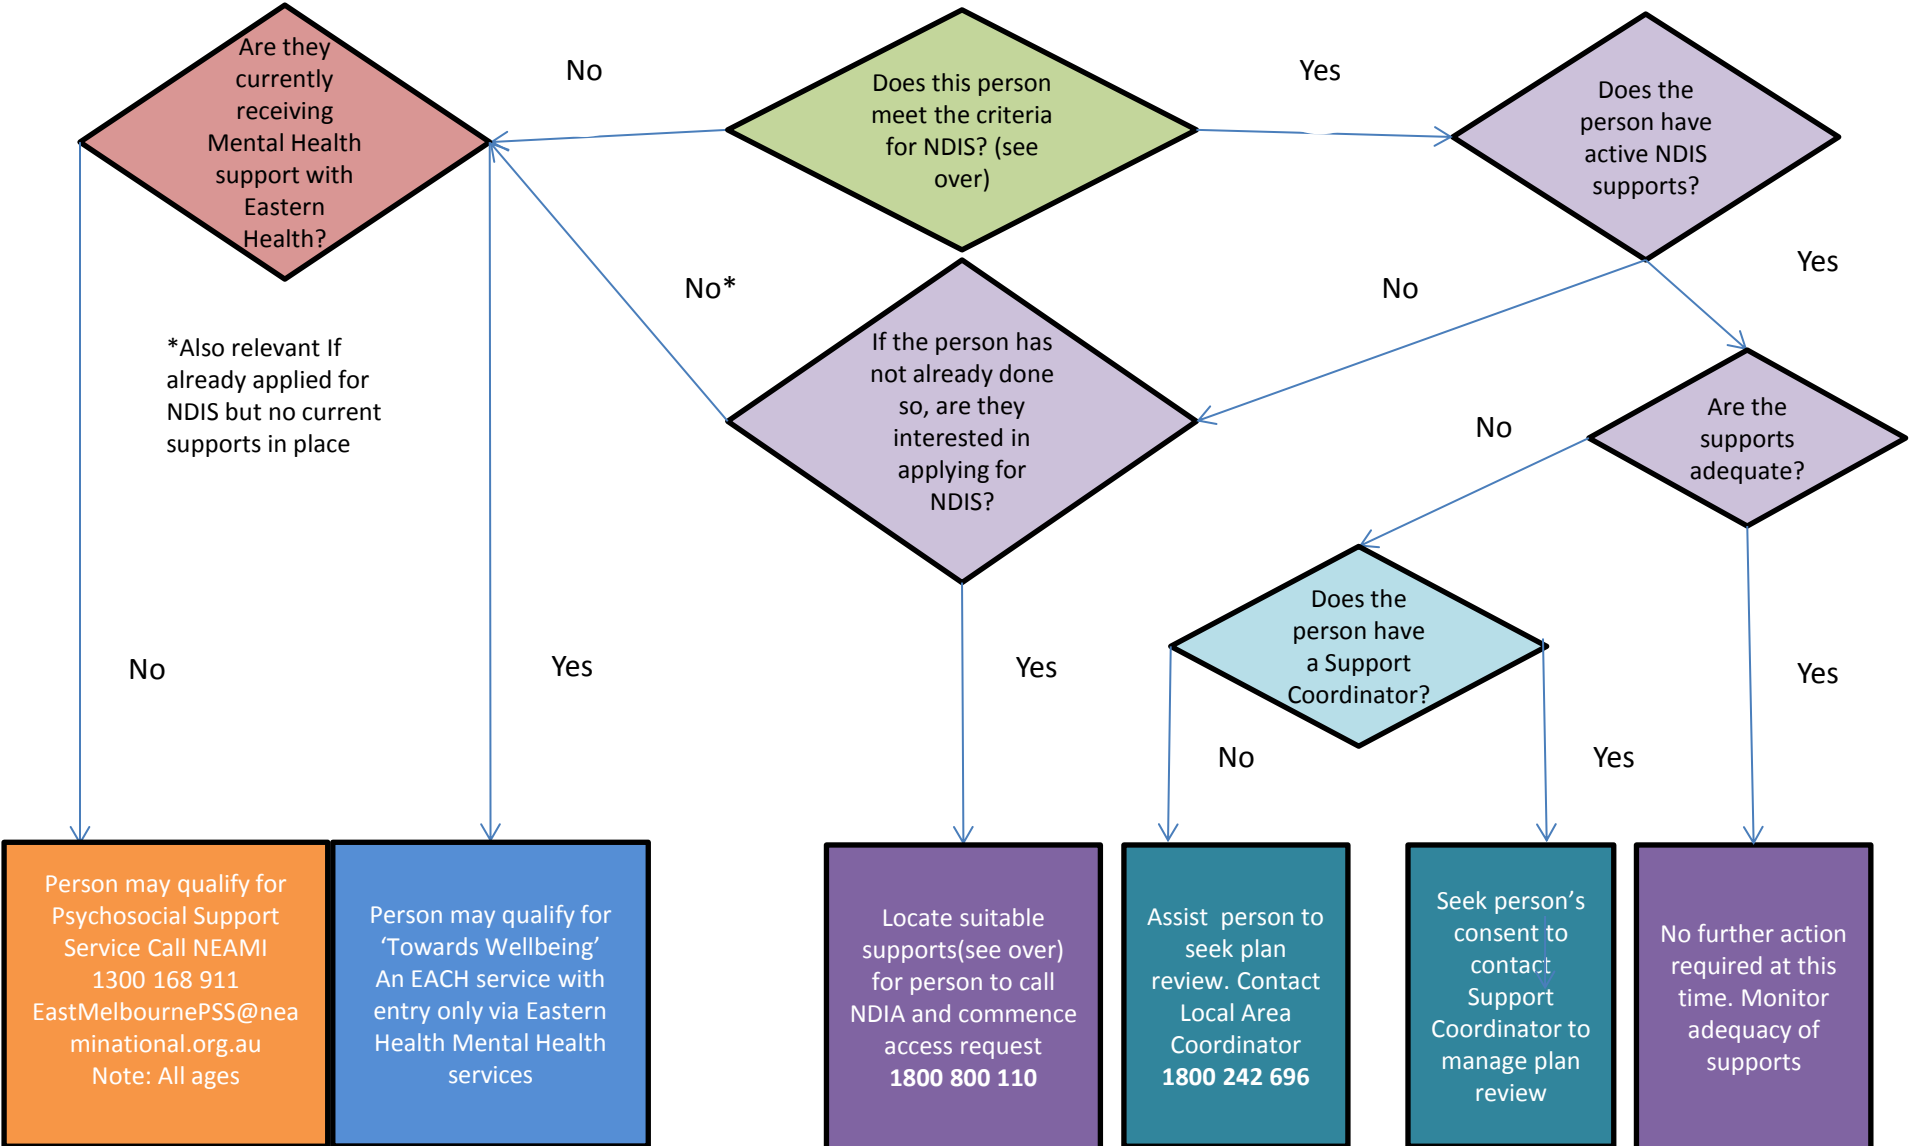 Are they
currently
receiving
Mental Health
support with
Eastern
Health?
No
Does this person
meet the criteria
for NDIS? (see
over)
Yes
Does the
person have
active NDIS
supports?
No*
*Also relevant If
already applied for
NDIS but no current
supports in place
If the person has
not already done
so, are they
interested in
applying for
NDIS?
No
Yes
Are the
supports
adequate?
No
Does the
person have
a Support
Coordinator?
No
Yes
Yes
No
Yes
Yes
Person may qualify for
Psychosocial Support
Service Call NEAMI
1300 168 911
EastMelbournePSS@nea
minational.org.au
Note: All ages
Person may qualify for
‘Towards Wellbeing’
An EACH service with
entry only via Eastern
Health Mental Health
services
Locate suitable
supports(see over)
for person to call
NDIA and commence
access request
1800 800 110
Assist person to
seek plan
review. Contact
Local Area
Coordinator
1800 242 696
Seek person’s
consent to
contact
Support
Coordinator to
manage plan
review
No further action
required at this
time. Monitor
adequacy of
supports